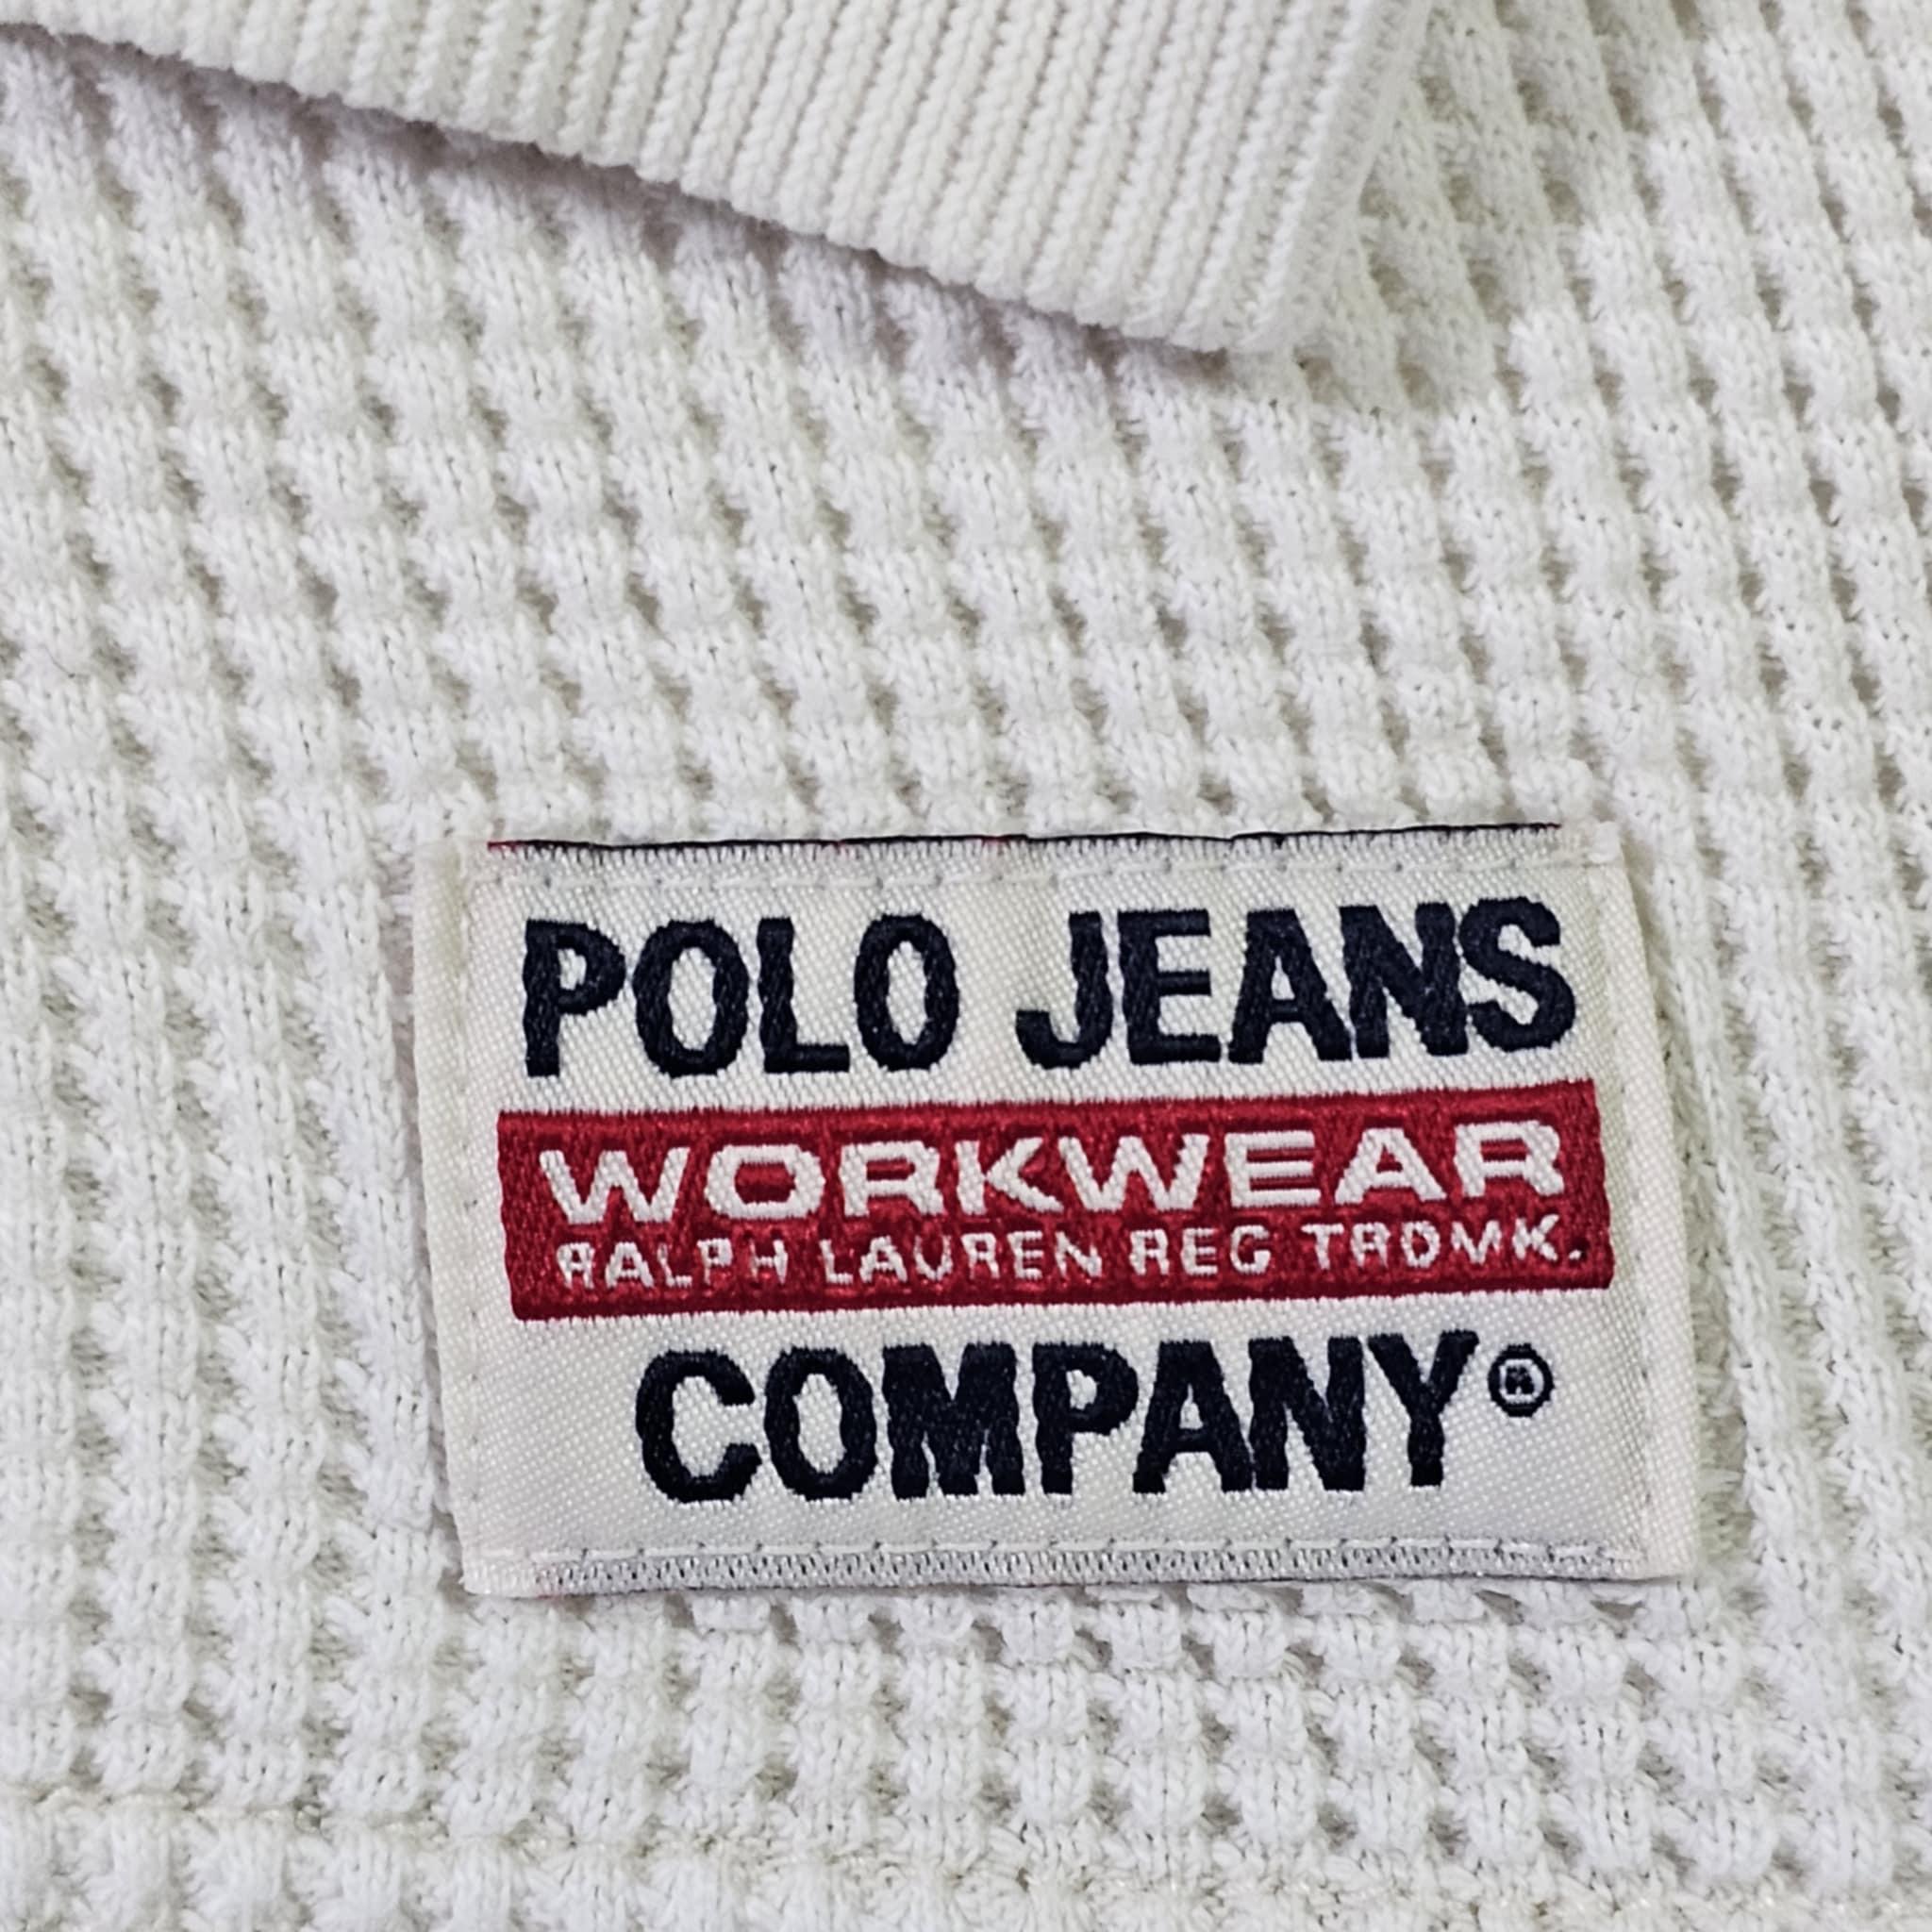 POLO JEANS
WORKWEAR
RALPH LAUREN REG TRDMK.
COMPANY®